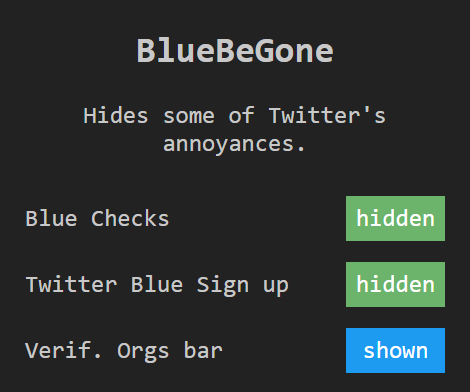 BlueBeGone
Hides some of Twitter's
annoyances.
Blue Checks hidden
Twitter Blue Sign up hidden
Verif. Orgs bar shown